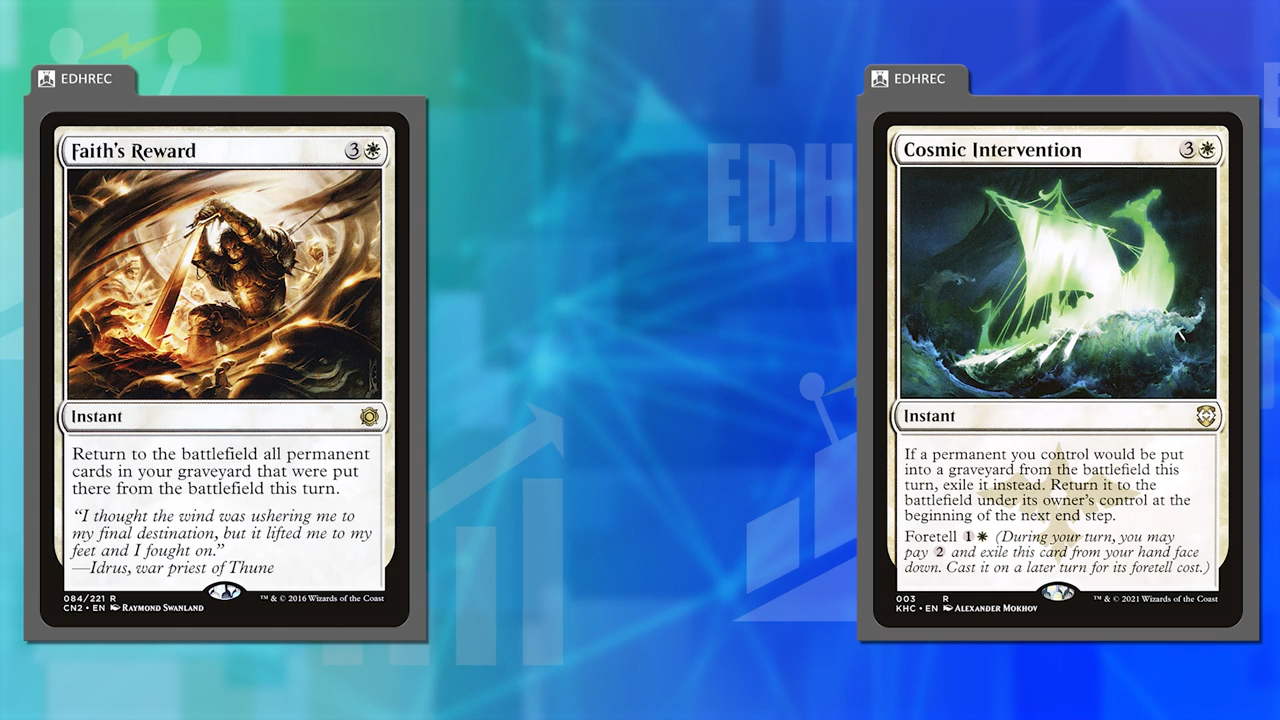 EDHREC
Faith's Reward 3
Instant
Return to the battlefield all permanent
cards in your graveyard that were put
there from the battlefield this turn.
“I thought the wind was ushering me to
my final destination, but it lifted me to my
feet and I fought on.”
—Idrus, war priest of Thune
084/221 R
CN2 • EN RAYMOND SWANLAND
™ & © 2016 Wizards of the Coast
EDH
EDHREC
Cosmic Intervention 3
Instant
If a permanent you control would be put
into a graveyard from the battlefield this
turn, exile it instead. Return it to the
battlefield under its owner's control at the
beginning of the next end step.
Foretell 1 (During your turn, you may
pay 2 and exile this card from your hand face
down. Cast it on a later turn for its foretell cost.)
003 R
KHC • EN ALEXANDER MOKHOV
™ & © 2021 Wizards of the Coast
E